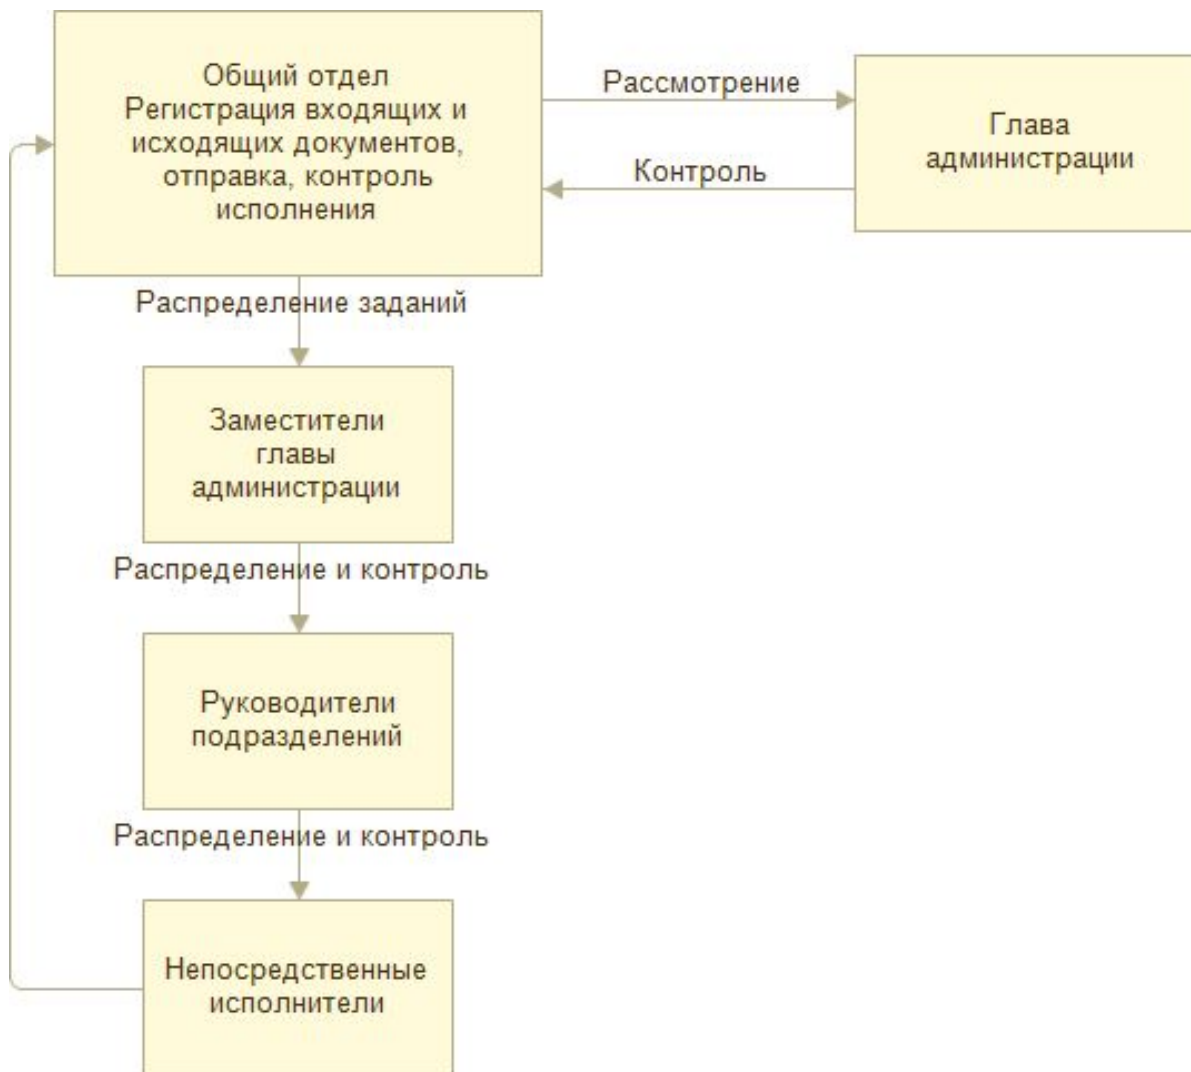 Общий отдел
Регистрация входящих и
исходящих документов,
отправка, контроль
исполнения
Рассмотрение
Контроль
Глава
администрации
Распределение заданий
Заместители
главы
администрации
Распределение и контроль
Руководители
подразделений
Распределение и контроль
Непосредственные
исполнители